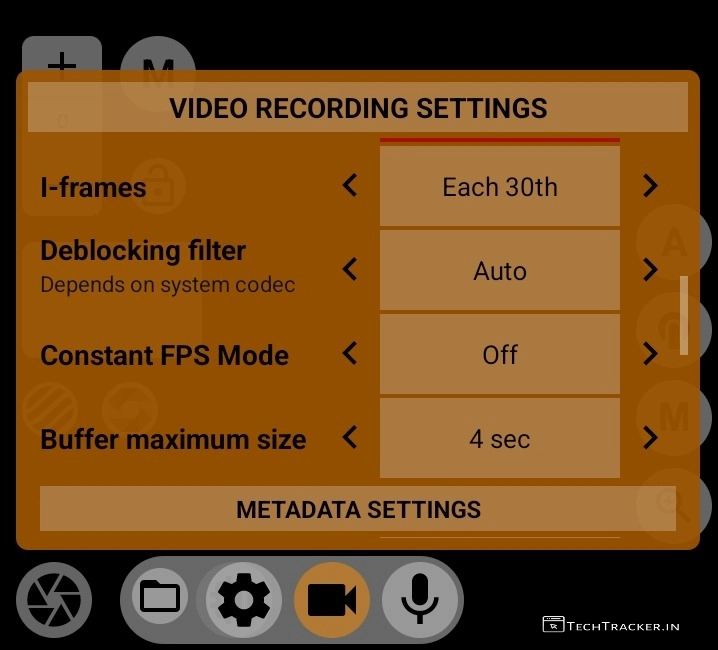 M
VIDEO RECORDING SETTINGS
I-frames
Each 30th
Deblocking filter
Depends on system codec
Auto
A
Constant FPS Mode
Off
M
Buffer maximum size
4 sec
METADATA SETTINGS
TECHTRACKER.IN